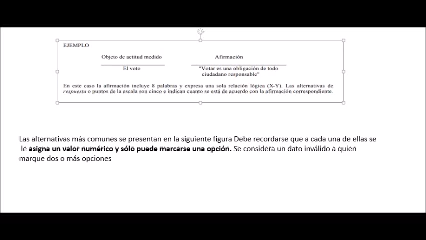 EJEMPLO
Objeto de actitud medido Afirmación
El voto "Votar es una obligación de todo
ciudadano responsable"
En este caso la afirmación incluye 8 palabras y expresa una sola relación lógica (X-Y). Las alternativas de
respuesta o puntos de la escala son cinco e indican cuanto se está de acuerdo con la afirmación correspondiente.
Las alternativas más comunes se presentan en la siguiente figura Debe recordarse que a cada una de ellas se
le asigna un valor numérico y sólo puede marcarse una opción. Se considera un dato inválido a quien
marque dos o más opciones